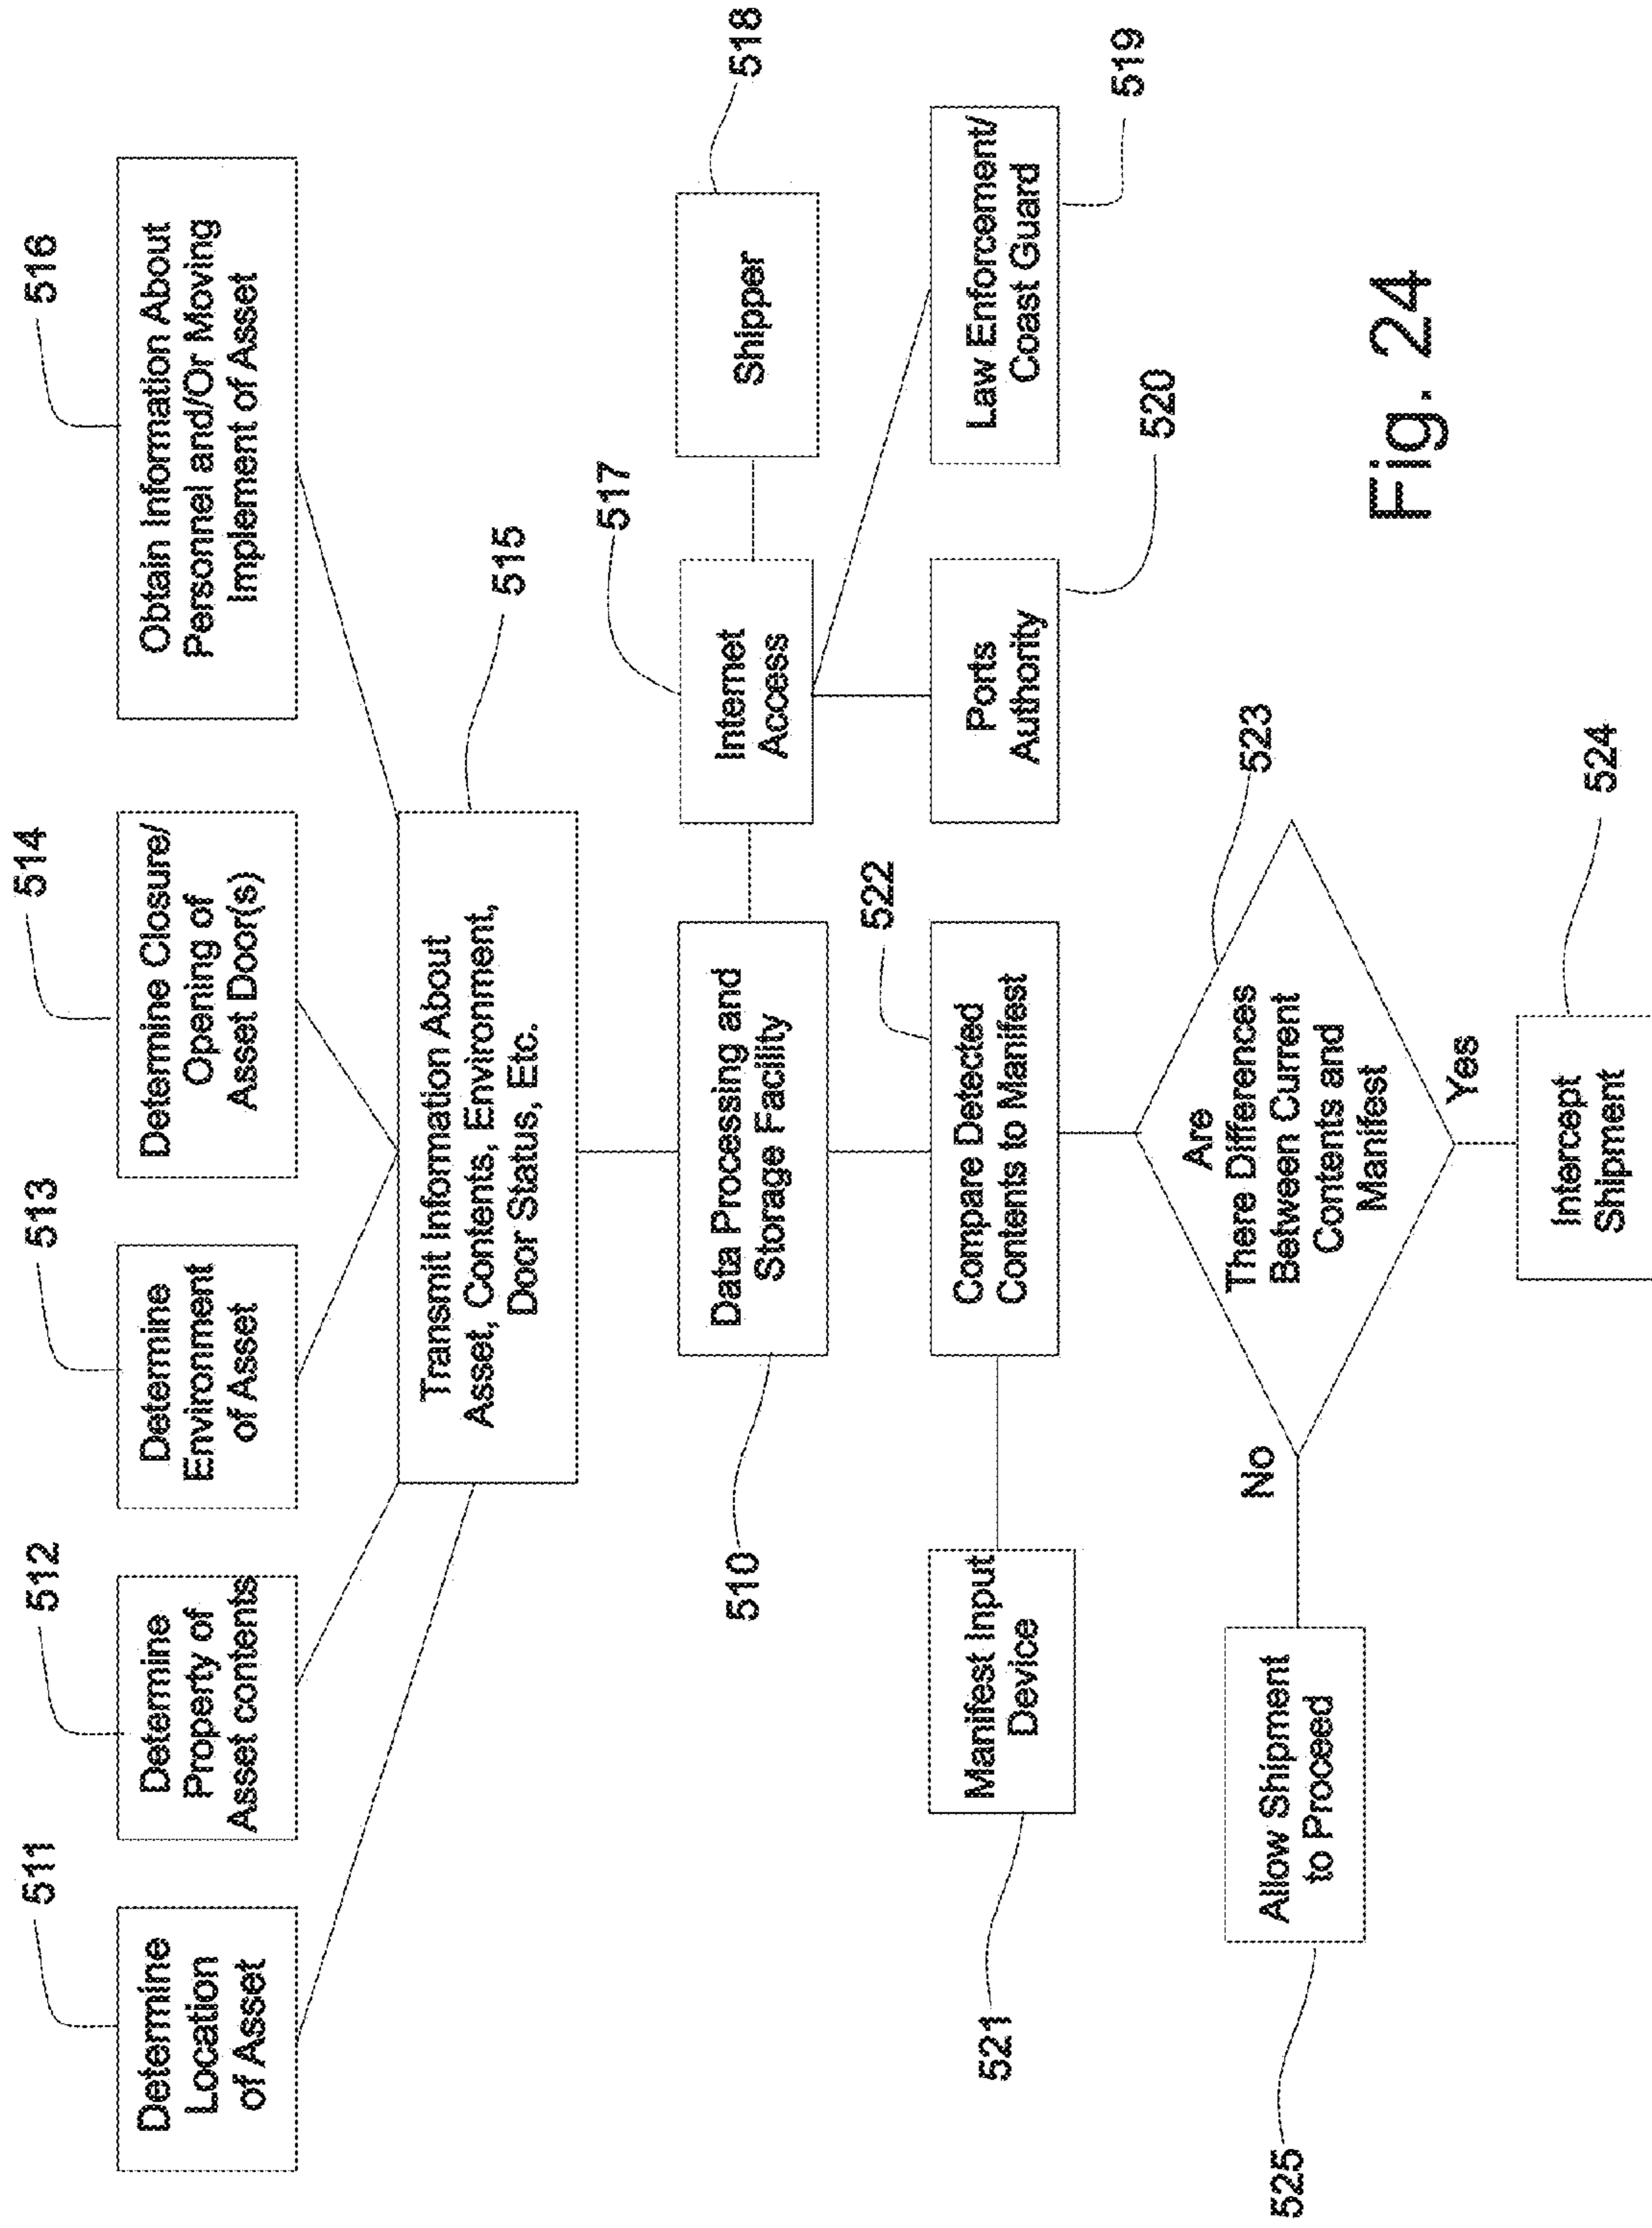 511
Determine
Location
of Asset
512
Determine
Property of
Asset contents
513
Determine
Environment
of Asset
514
Determine Closure/
Opening of
Asset Door(s)
516
Obtain Information About
Personnel and/Or Moving
Implement of Asset
515
Transmit Information About
Asset, Contents, Environment,
Door Status, Etc.
510
Data Processing and
Storage Facility
517
Internet
Access
518
Shipper
519
Law Enforcement/
Coast Guard
520
Ports
Authority
521
Manifest Input
Device
522
Compare Detected
Contents to Manifest
523
Are
There Differences
Between Current
Contents and
Manifest
No
Yes
525
Allow Shipment
to Proceed
524
Intercept
Shipment
Fig. 24